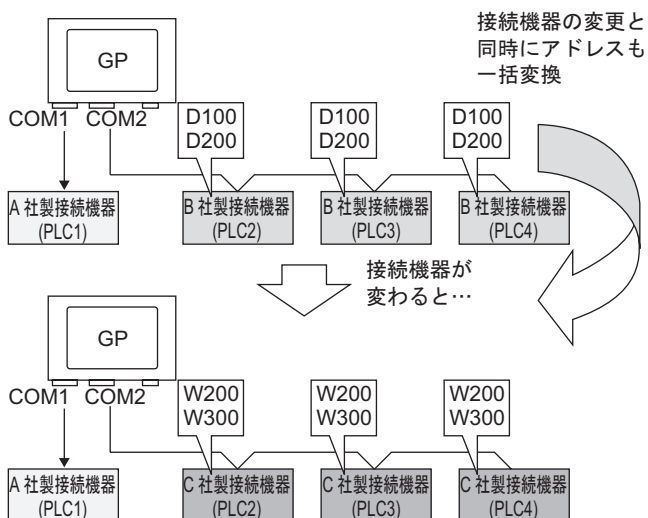 接続機器の変更と
同時にアドレスも
一括変換
GP
COM1 COM2
D100
D200
D100
D200
D100
D200
A 社製接続機器
(PLC1)
B 社製接続機器
(PLC2)
B 社製接続機器
(PLC3)
B 社製接続機器
(PLC4)
接続機器が
変わると…
GP
COM1 COM2
W200
W300
W200
W300
W200
W300
A 社製接続機器
(PLC1)
C 社製接続機器
(PLC2)
C 社製接続機器
(PLC3)
C 社製接続機器
(PLC4)